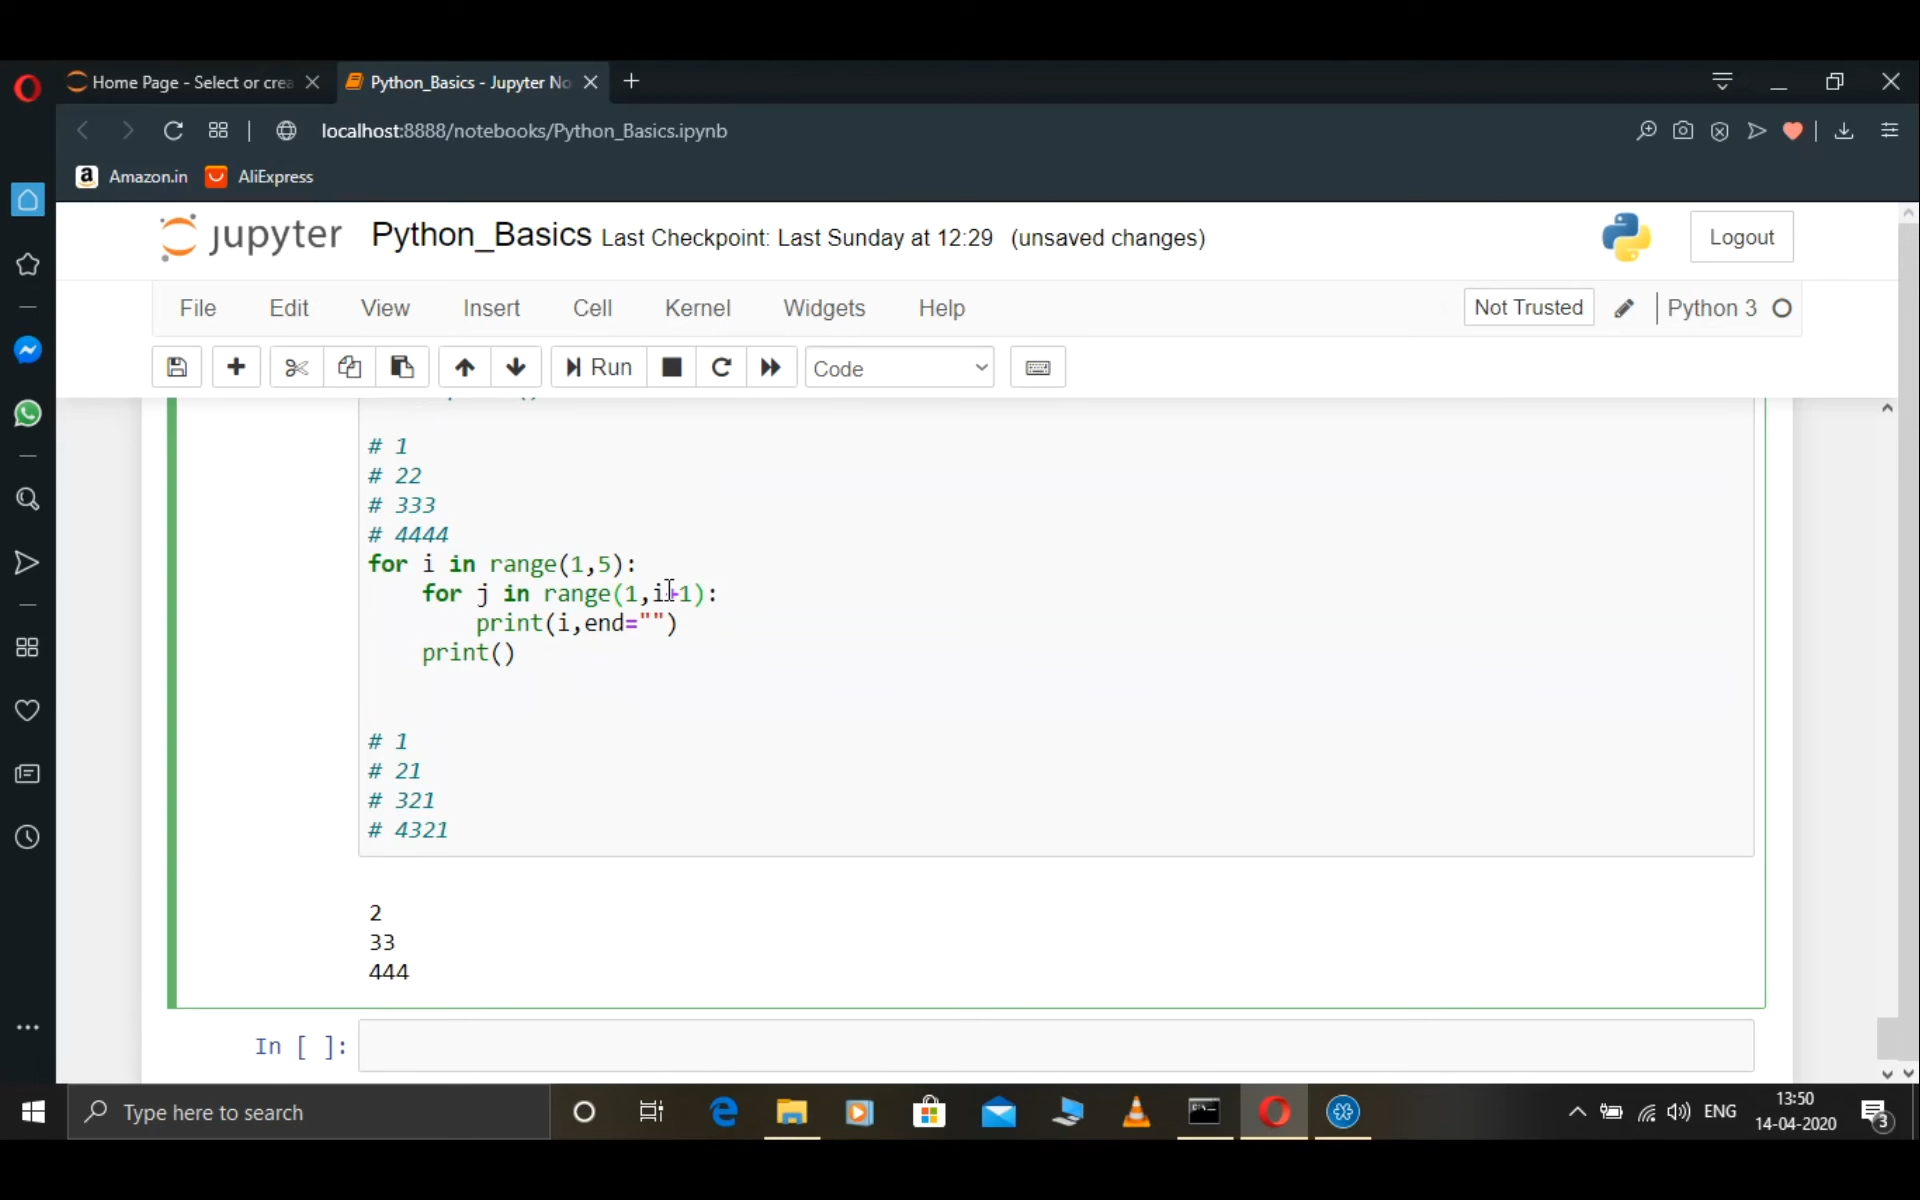 Home Page - Select or crea
Python_Basics - Jupyter No
localhost:8888/notebooks/Python_Basics.ipynb
Amazon.in
AliExpress
jupyter
Python_Basics Last Checkpoint: Last Sunday at 12:29 (unsaved changes)
Logout
File Edit View Insert Cell Kernel Widgets Help
Not Trusted
Python 3
Run
Code
# 1
# 22
# 333
# 4444
for i in range(1,5):
    for j in range(1,i+1):
        print(i,end="")
    print()
# 1
# 21
# 321
# 4321
2
33
444
In [ ]:
Type here to search
ENG
13:50
14-04-2020
3